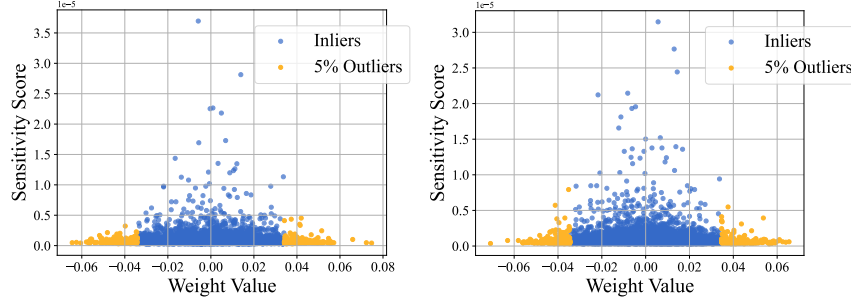 1e−5
3.5
3.0
2.5
2.0
1.5
1.0
0.5
0.0
Sensitivity Score
−0.06 −0.04 −0.02 0.00 0.02 0.04 0.06 0.08
Weight Value
Inliers
5% Outliers
1e−5
3.0
2.5
2.0
1.5
1.0
0.5
0.0
Sensitivity Score
−0.06 −0.04 −0.02 0.00 0.02 0.04 0.06
Weight Value
Inliers
5% Outliers